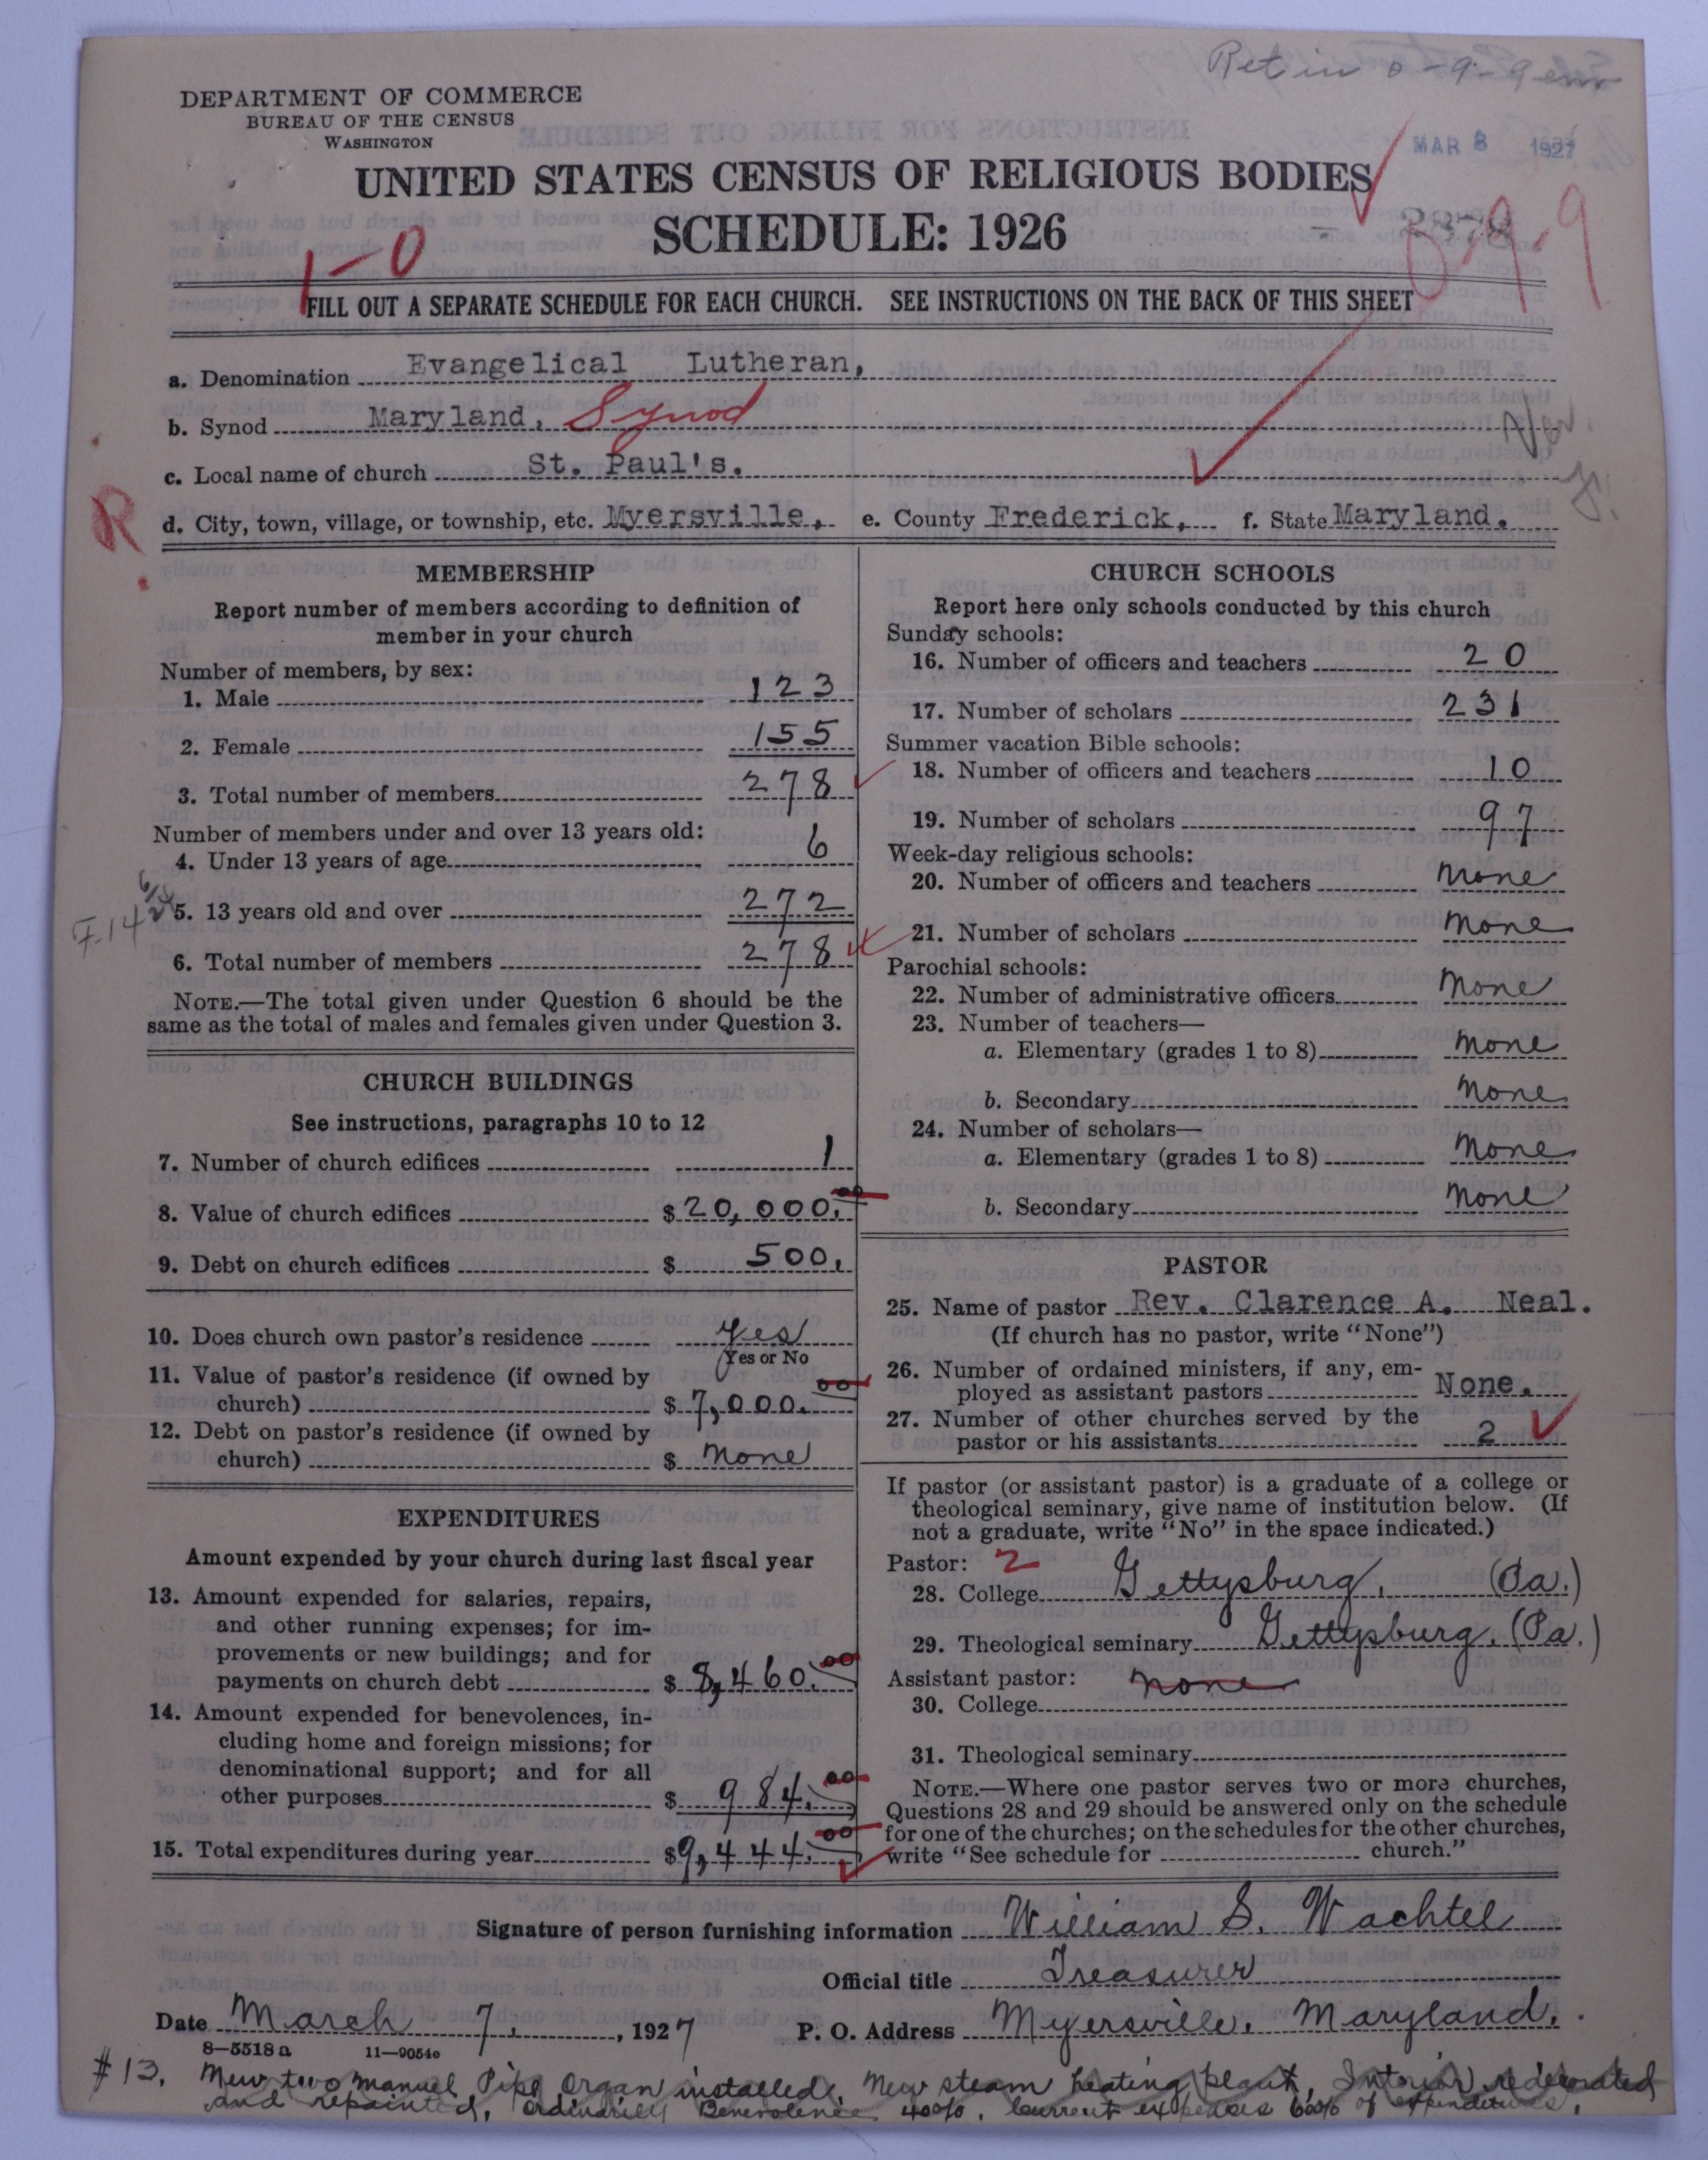 Ret in 0-9-9 env
DEPARTMENT OF COMMERCE
BUREAU OF THE CENSUS
WASHINGTON
MAR 8 1927
UNITED STATES CENSUS OF RELIGIOUS BODIES
SCHEDULE: 1926
1-0
FILL OUT A SEPARATE SCHEDULE FOR EACH CHURCH. SEE INSTRUCTIONS ON THE BACK OF THIS SHEET
a. Denomination Evangelical Lutheran,
b. Synod Maryland, Synod
c. Local name of church St. Paul's.
R
d. City, town, village, or township, etc. Myersville, e. County Frederick, f. State Maryland.
MEMBERSHIP
Report number of members according to definition of
member in your church
Number of members, by sex:
1. Male 123
2. Female 155
3. Total number of members 278
Number of members under and over 13 years old:
4. Under 13 years of age 6
5. 13 years old and over 272
F-14
6. Total number of members 278
NOTE.—The total given under Question 6 should be the
same as the total of males and females given under Question 3.
CHURCH BUILDINGS
See instructions, paragraphs 10 to 12
7. Number of church edifices 1
8. Value of church edifices $ 20,000.00
9. Debt on church edifices $ 500.
10. Does church own pastor's residence Yes
Yes or No
11. Value of pastor's residence (if owned by
church) $ 7,000.00
12. Debt on pastor's residence (if owned by
church) $ None
EXPENDITURES
Amount expended by your church during last fiscal year
13. Amount expended for salaries, repairs,
and other running expenses; for im-
provements or new buildings; and for
payments on church debt $ 8,460.00
14. Amount expended for benevolences, in-
cluding home and foreign missions; for
denominational support; and for all
other purposes $ 984.00
15. Total expenditures during year $9,444.00
CHURCH SCHOOLS
Report here only schools conducted by this church
Sunday schools:
16. Number of officers and teachers 20
17. Number of scholars 231
Summer vacation Bible schools:
18. Number of officers and teachers 10
19. Number of scholars 97
Week-day religious schools:
20. Number of officers and teachers None
21. Number of scholars None
Parochial schools:
22. Number of administrative officers None
23. Number of teachers—
a. Elementary (grades 1 to 8) None
b. Secondary None
24. Number of scholars—
a. Elementary (grades 1 to 8) None
b. Secondary None
PASTOR
25. Name of pastor Rev. Clarence A. Neal.
(If church has no pastor, write "None")
26. Number of ordained ministers, if any, em-
ployed as assistant pastors None.
27. Number of other churches served by the
pastor or his assistants 2
If pastor (or assistant pastor) is a graduate of a college or
theological seminary, give name of institution below. (If
not a graduate, write "No" in the space indicated.)
Pastor: 2
28. College Gettysburg, (Pa.)
29. Theological seminary Gettysburg, (Pa.)
Assistant pastor: none
30. College
31. Theological seminary
NOTE.—Where one pastor serves two or more churches,
Questions 28 and 29 should be answered only on the schedule
for one of the churches; on the schedules for the other churches,
write "See schedule for church."
Signature of person furnishing information William S. Wachtel
Official title Treasurer
Date March 7, 1927 P. O. Address Myersville, Maryland.
8—5518 a 11—9054e
#13. New two manuel Pipe Organ installed, New steam heating plant, Interior redecorated
and repainted, ordinarily Benevolence 40%, Current expenses 60% of expenditures.